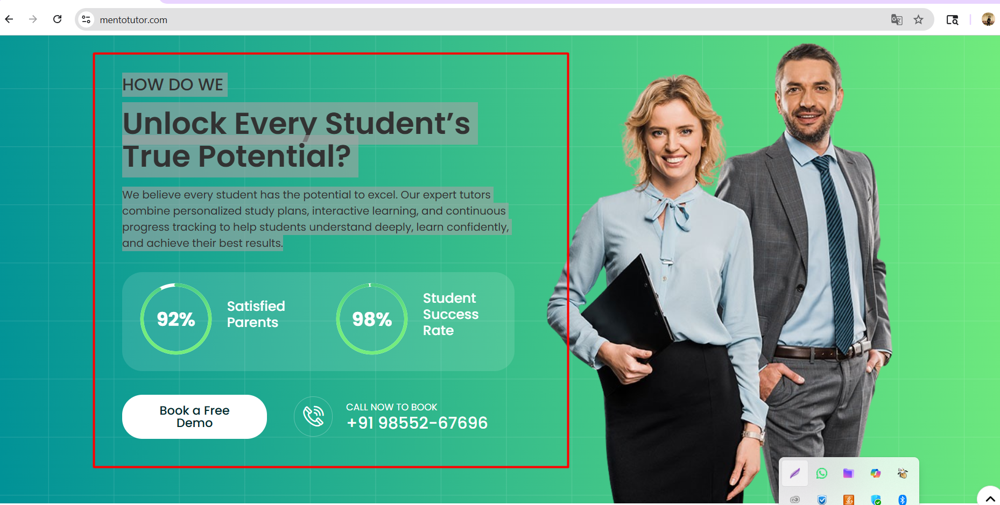 mentotutor.com
HOW DO WE
Unlock Every Student’s
True Potential?
We believe every student has the potential to excel. Our expert tutors
combine personalized study plans, interactive learning, and continuous
progress tracking to help students understand deeply, learn confidently,
and achieve their best results.
92%
Satisfied
Parents
98%
Student
Success
Rate
Book a Free
Demo
CALL NOW TO BOOK
+91 98552-67696